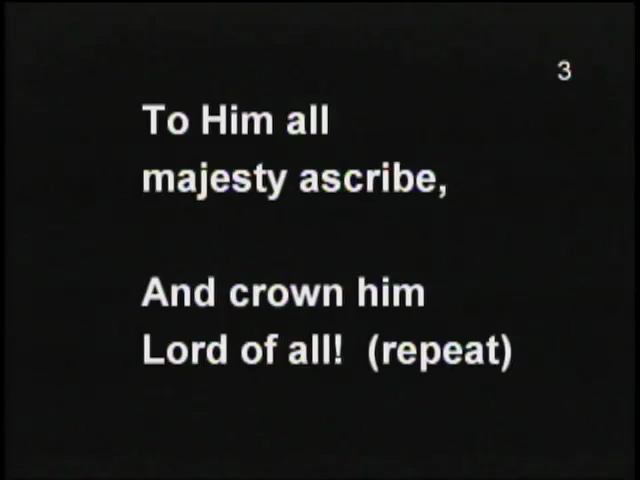 3
To Him all
majesty ascribe,
And crown him
Lord of all!  (repeat)